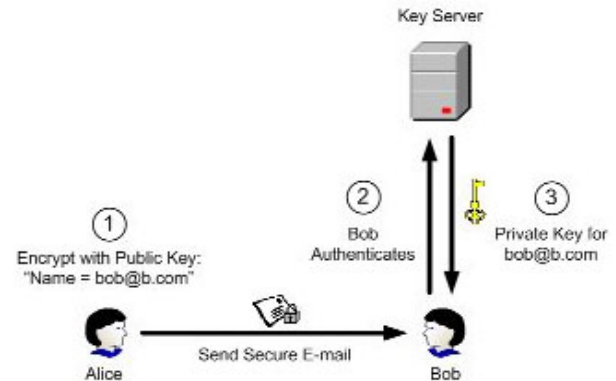 Key Server
1
Encrypt with Public Key:
"Name = bob@b.com"
2
Bob
Authenticates
3
Private Key for
bob@b.com
Send Secure E-mail
Alice
Bob